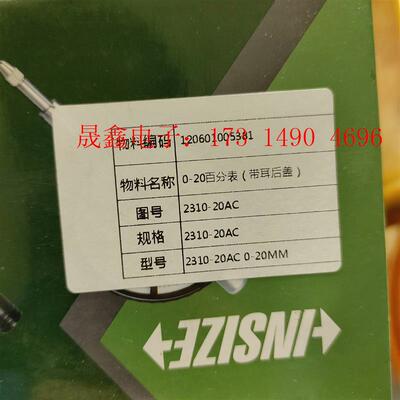 晟鑫电子：173 1490 4696
物料编码 120601005381
物料名称 0-20百分表（带耳后盖）
图号 2310-20AC
规格 2310-20AC
型号 2310-20AC 0-20MM
INSIZE